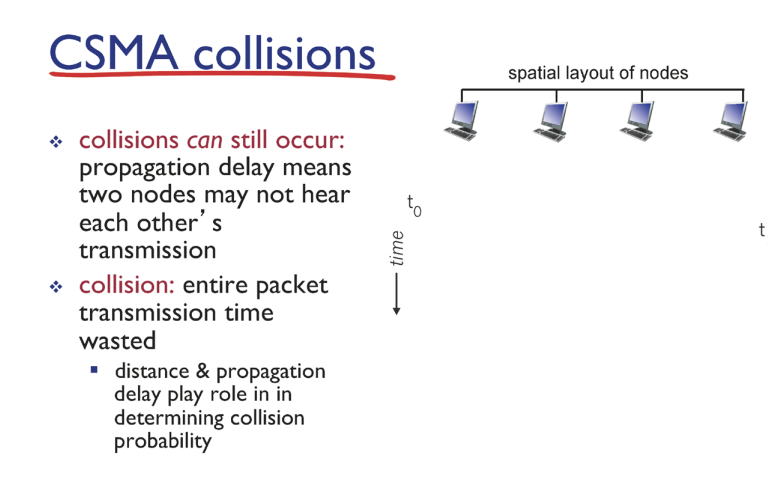 CSMA collisions
collisions can still occur:
propagation delay means
two nodes may not hear
each other’s
transmission
collision: entire packet
transmission time
wasted
distance & propagation
delay play role in in
determining collision
probability
spatial layout of nodes
t0
time
t